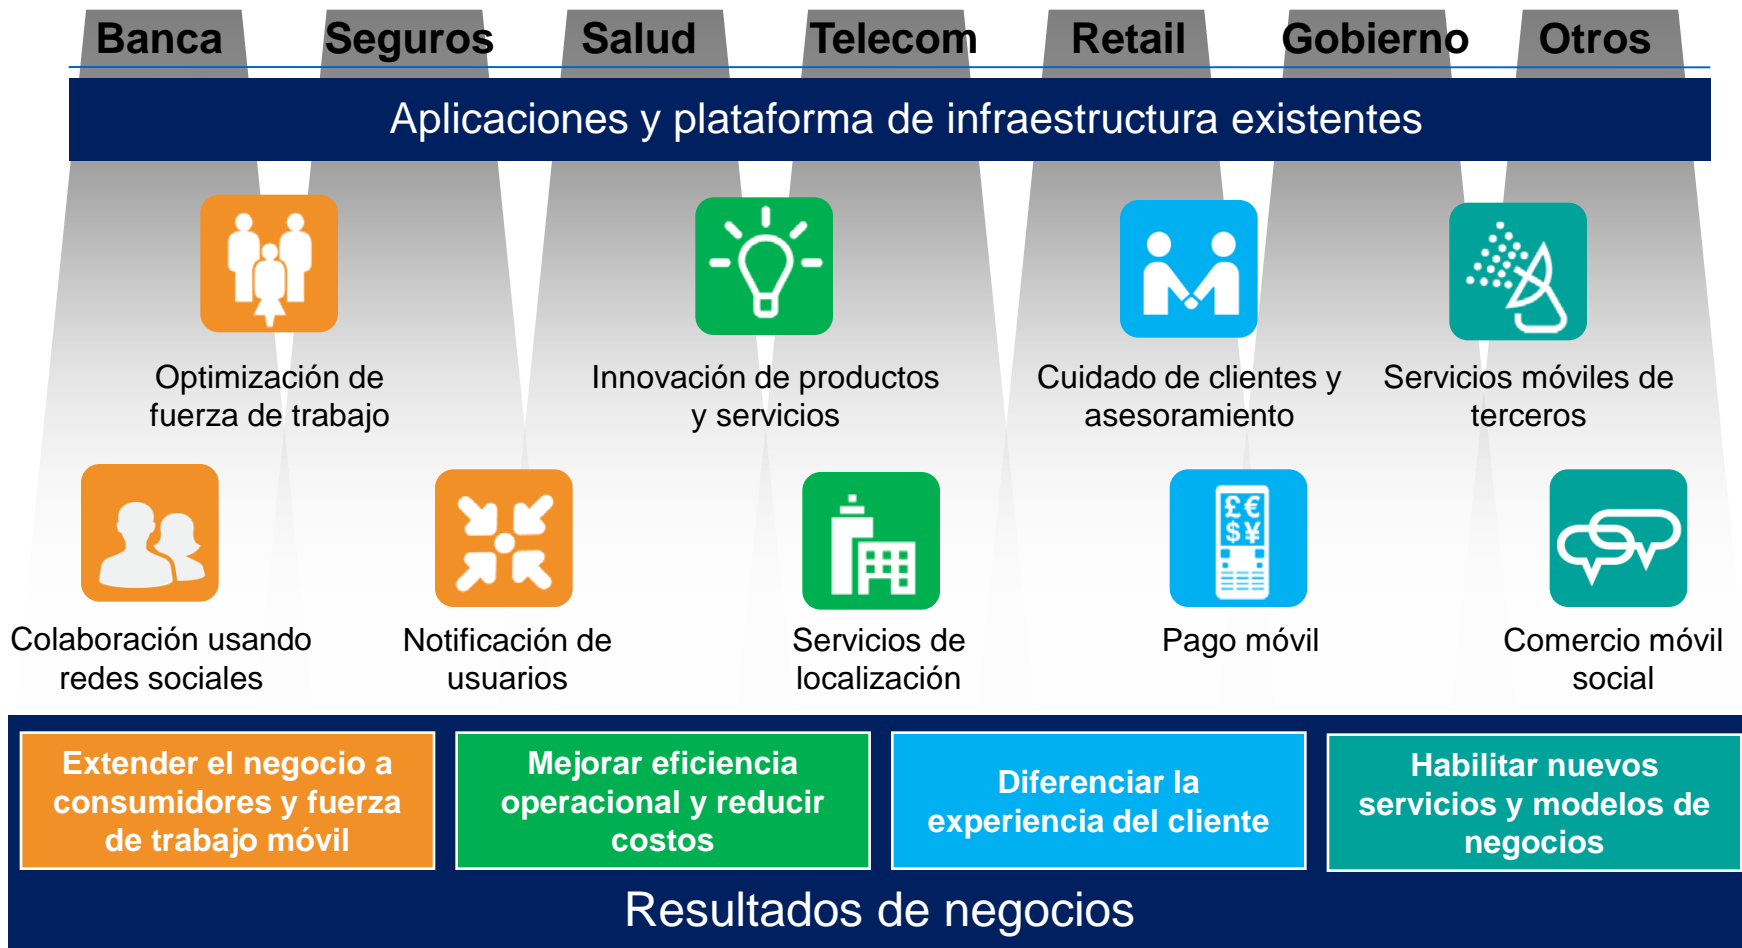 Banca Seguros Salud Telecom Retail Gobierno Otros
Aplicaciones y plataforma de infraestructura existentes
Optimización de
fuerza de trabajo
Innovación de productos
y servicios
Cuidado de clientes y
asesoramiento
Servicios móviles de
terceros
£€
$¥
Colaboración usando
redes sociales
Notificación de
usuarios
Servicios de
localización
Pago móvil
Comercio móvil
social
Extender el negocio a
consumidores y fuerza
de trabajo móvil
Mejorar eficiencia
operacional y reducir
costos
Diferenciar la
experiencia del cliente
Habilitar nuevos
servicios y modelos de
negocios
Resultados de negocios